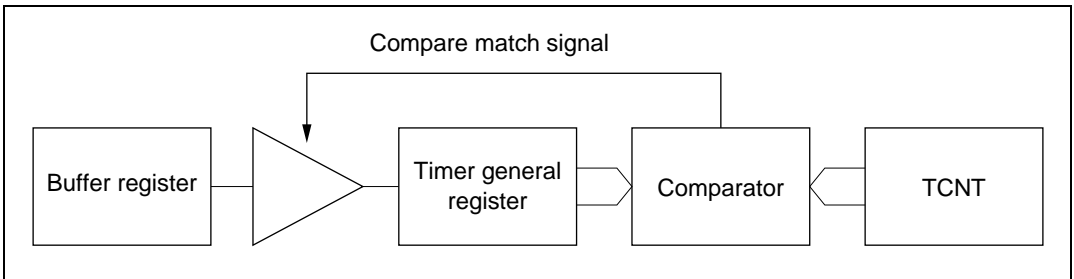 Compare match signal
Buffer register
Timer general
register
Comparator
TCNT